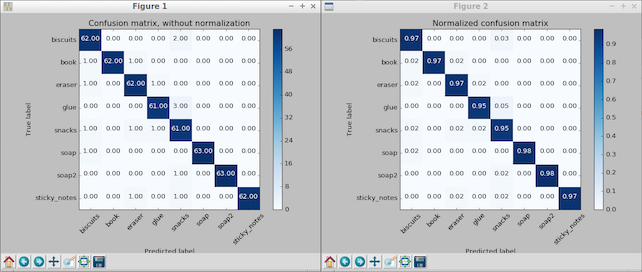 Figure 1
Confusion matrix, without normalization
biscuits 62.00 0.00 0.00 0.00 2.00 0.00 0.00 0.00
book 1.00 62.00 1.00 0.00 0.00 0.00 0.00 0.00
eraser 1.00 0.00 62.00 1.00 0.00 0.00 0.00 0.00
glue 0.00 0.00 0.00 61.00 3.00 0.00 0.00 0.00
snacks 1.00 0.00 1.00 1.00 61.00 0.00 0.00 0.00
soap 1.00 0.00 0.00 0.00 0.00 63.00 0.00 0.00
soap2 0.00 0.00 0.00 0.00 1.00 0.00 63.00 0.00
sticky_notes 0.00 0.00 1.00 0.00 1.00 0.00 0.00 62.00
True label
biscuits book eraser glue snacks soap soap2 sticky_notes
Predicted label
56
48
40
32
24
16
8
0
Figure 2
Normalized confusion matrix
biscuits 0.97 0.00 0.00 0.00 0.03 0.00 0.00 0.00
book 0.02 0.97 0.02 0.00 0.00 0.00 0.00 0.00
eraser 0.02 0.00 0.97 0.02 0.00 0.00 0.00 0.00
glue 0.00 0.00 0.00 0.95 0.05 0.00 0.00 0.00
snacks 0.02 0.00 0.02 0.02 0.95 0.00 0.00 0.00
soap 0.02 0.00 0.00 0.00 0.00 0.98 0.00 0.00
soap2 0.00 0.00 0.00 0.00 0.02 0.00 0.98 0.00
sticky_notes 0.00 0.00 0.02 0.00 0.02 0.00 0.00 0.97
True label
biscuits book eraser glue snacks soap soap2 sticky_notes
Predicted label
0.9
0.8
0.7
0.6
0.5
0.4
0.3
0.2
0.1
0.0